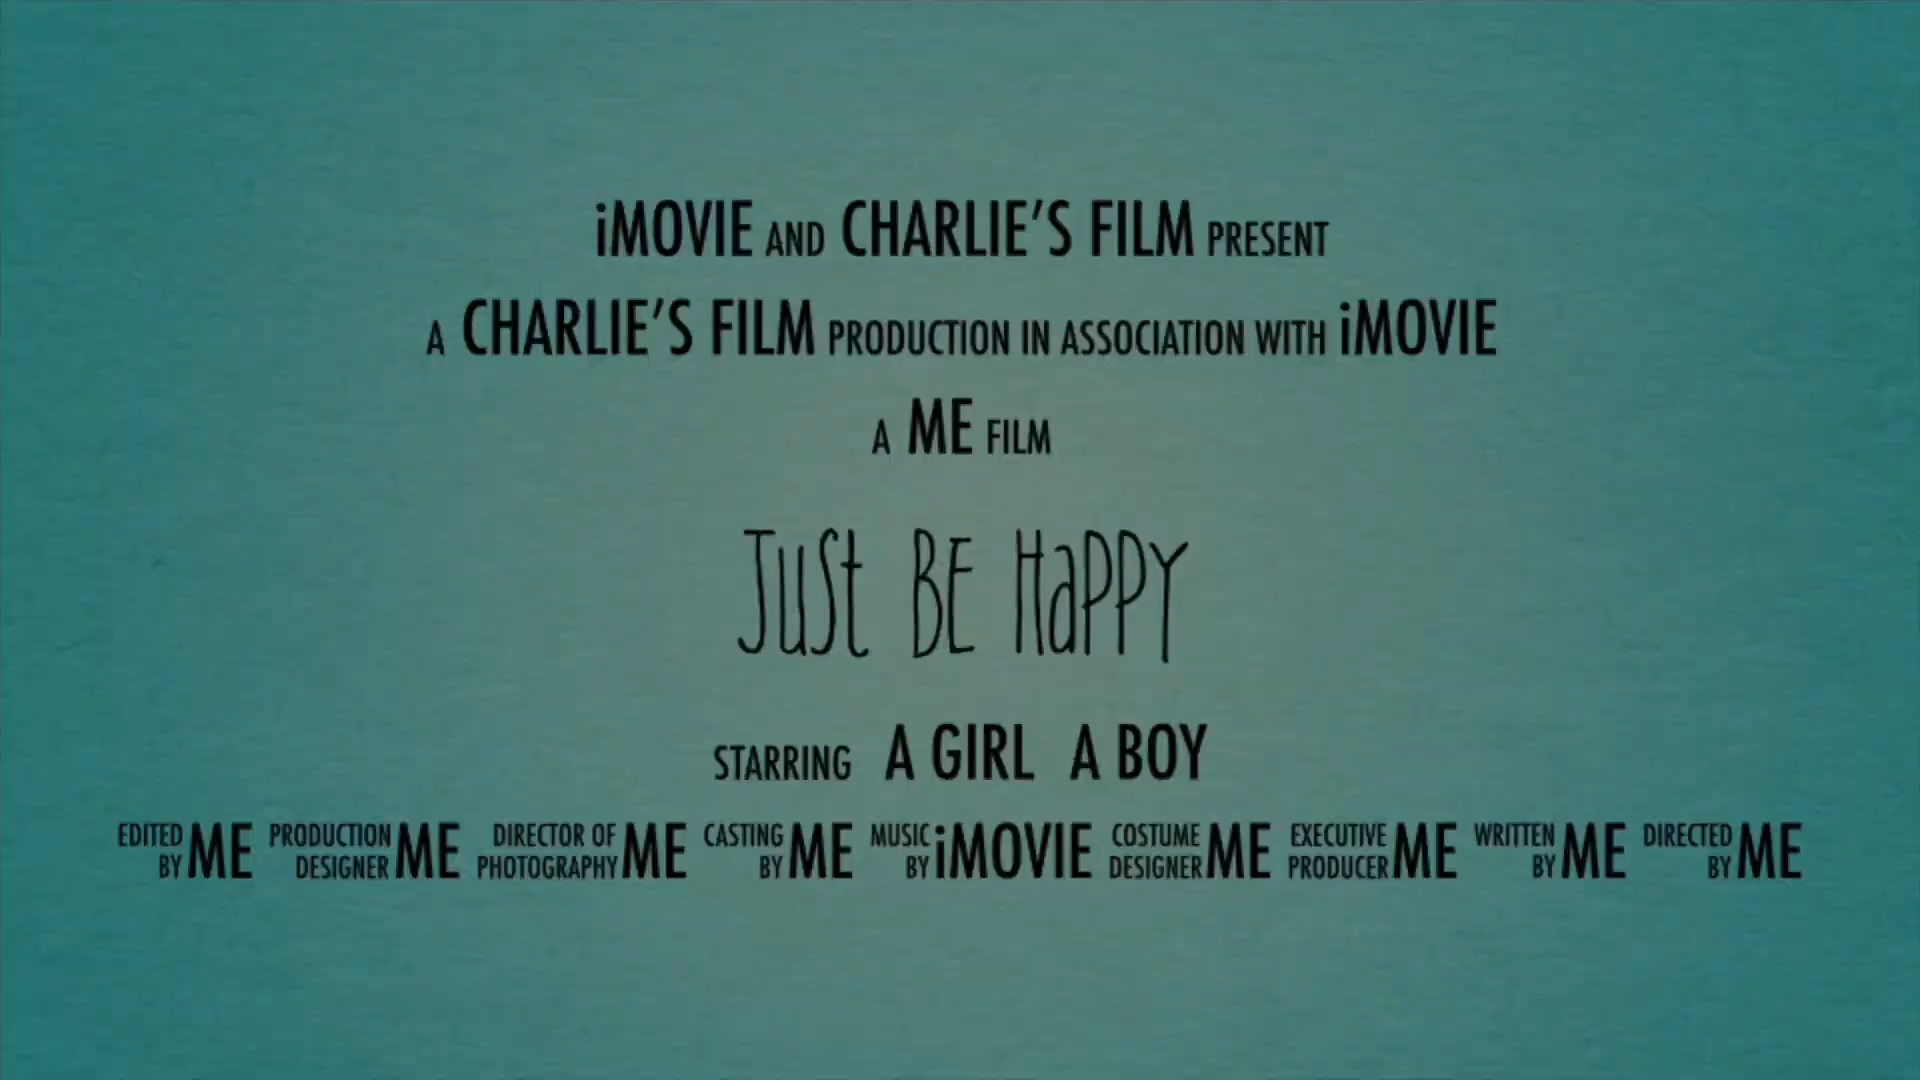 iMOVIE AND CHARLIE'S FILM PRESENT
A CHARLIE'S FILM PRODUCTION IN ASSOCIATION WITH iMOVIE
A ME FILM
JuSt BE HaPPY
STARRING A GIRL A BOY
EDITED BY ME PRODUCTION DESIGNER ME DIRECTOR OF PHOTOGRAPHY ME CASTING BY ME MUSIC BY iMOVIE COSTUME DESIGNER ME EXECUTIVE PRODUCER ME WRITTEN BY ME DIRECTED BY ME